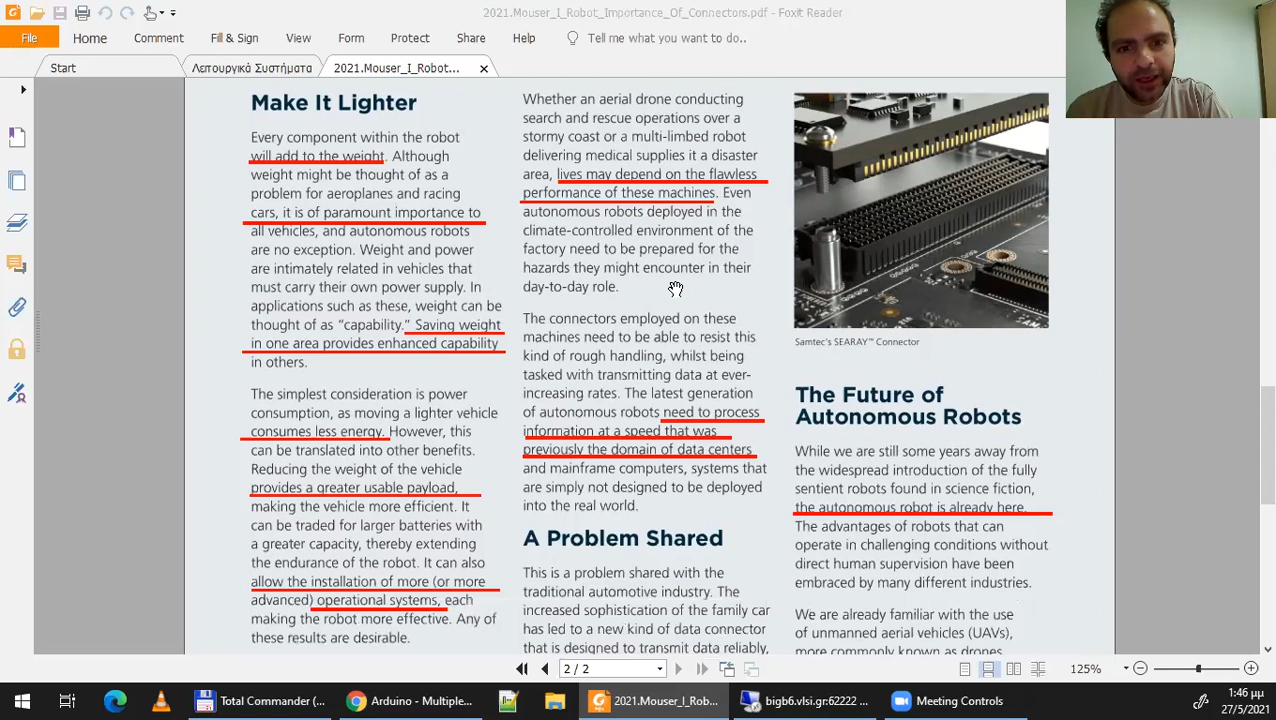 2021.Mouser_I_Robot_Importance_Of_Connectors.pdf - Foxit Reader
File
Home
Comment
Fill & Sign
View
Form
Protect
Share
Help
Tell me what you want to do..
Start
Λειτουργικά Συστήματα
2021.Mouser_I_Robot...
Make It Lighter
Every component within the robot
will add to the weight. Although
weight might be thought of as a
problem for aeroplanes and racing
cars, it is of paramount importance to
all vehicles, and autonomous robots
are no exception. Weight and power
are intimately related in vehicles that
must carry their own power supply. In
applications such as these, weight can be
thought of as “capability.” Saving weight
in one area provides enhanced capability
in others.
The simplest consideration is power
consumption, as moving a lighter vehicle
consumes less energy. However, this
can be translated into other benefits.
Reducing the weight of the vehicle
provides a greater usable payload,
making the vehicle more efficient. It
can be traded for larger batteries with
a greater capacity, thereby extending
the endurance of the robot. It can also
allow the installation of more (or more
advanced) operational systems, each
making the robot more effective. Any of
these results are desirable.
Whether an aerial drone conducting
search and rescue operations over a
stormy coast or a multi-limbed robot
delivering medical supplies it a disaster
area, lives may depend on the flawless
performance of these machines. Even
autonomous robots deployed in the
climate-controlled environment of the
factory need to be prepared for the
hazards they might encounter in their
day-to-day role.
The connectors employed on these
machines need to be able to resist this
kind of rough handling, whilst being
tasked with transmitting data at ever-
increasing rates. The latest generation
of autonomous robots need to process
information at a speed that was
previously the domain of data centers
and mainframe computers, systems that
are simply not designed to be deployed
into the real world.
A Problem Shared
This is a problem shared with the
traditional automotive industry. The
increased sophistication of the family car
has led to a new kind of data connector
that is designed to transmit data reliably,
Samtec's SEARAY™ Connector
The Future of
Autonomous Robots
While we are still some years away from
the widespread introduction of the fully
sentient robots found in science fiction,
the autonomous robot is already here.
The advantages of robots that can
operate in challenging conditions without
direct human supervision have been
embraced by many different industries.
We are already familiar with the use
of unmanned aerial vehicles (UAVs),
more commonly known as drones
2 / 2
125%
Total Commander (...
Arduino - Multiple...
2021.Mouser_I_Rob...
bigb6.vlsi.gr:62222 ...
Meeting Controls
1:46 μμ
27/5/2021